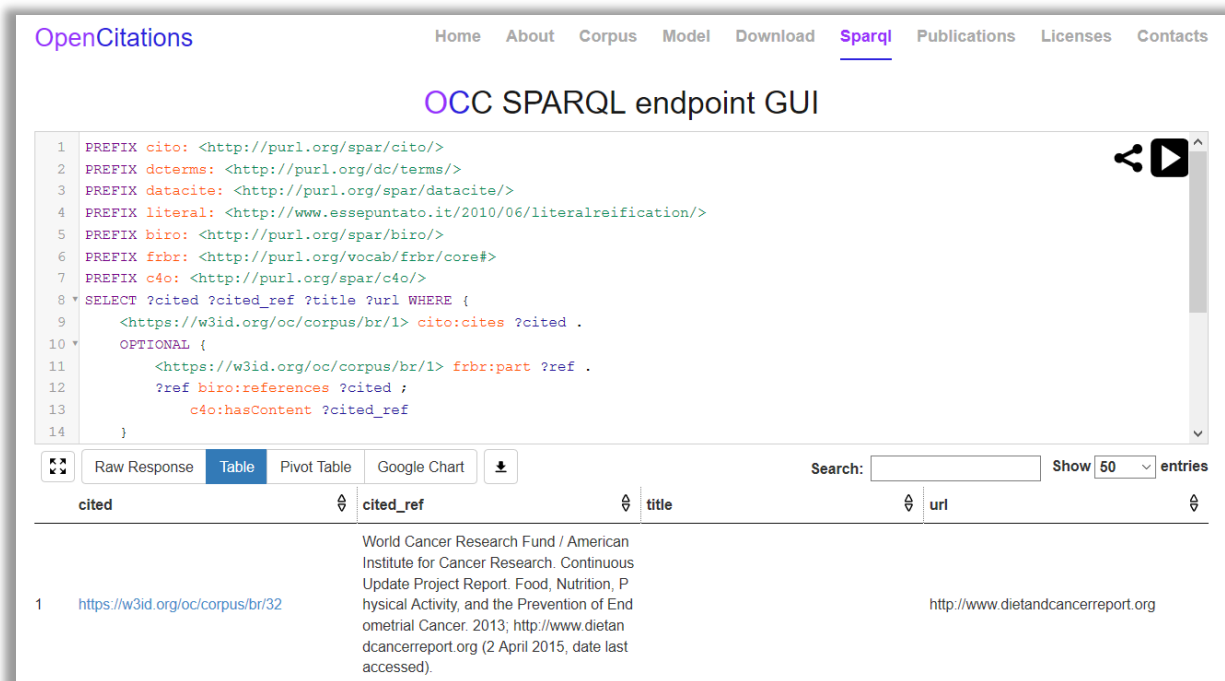 OpenCitations Home About Corpus Model Download Sparql Publications Licenses Contacts
OCC SPARQL endpoint GUI
1 PREFIX cito: <http://purl.org/spar/cito/>
2 PREFIX dcterms: <http://purl.org/dc/terms/>
3 PREFIX datacite: <http://purl.org/spar/datacite/>
4 PREFIX literal: <http://www.essepuntato.it/2010/06/literalreification/>
5 PREFIX biro: <http://purl.org/spar/biro/>
6 PREFIX frbr: <http://purl.org/vocab/frbr/core#>
7 PREFIX c4o: <http://purl.org/spar/c4o/>
8 SELECT ?cited ?cited_ref ?title ?url WHERE {
9 <https://w3id.org/oc/corpus/br/1> cito:cites ?cited .
10 OPTIONAL {
11 <https://w3id.org/oc/corpus/br/1> frbr:part ?ref .
12 ?ref biro:references ?cited ;
13 c4o:hasContent ?cited_ref
14 }
Raw Response Table Pivot Table Google Chart Search: Show 50 entries
cited cited_ref title url
World Cancer Research Fund / American
Institute for Cancer Research. Continuous
Update Project Report. Food, Nutrition, P
1 https://w3id.org/oc/corpus/br/32 hysical Activity, and the Prevention of End http://www.dietandcancerreport.org
ometrial Cancer. 2013; http://www.dietan
dcancerreport.org (2 April 2015, date last
accessed).